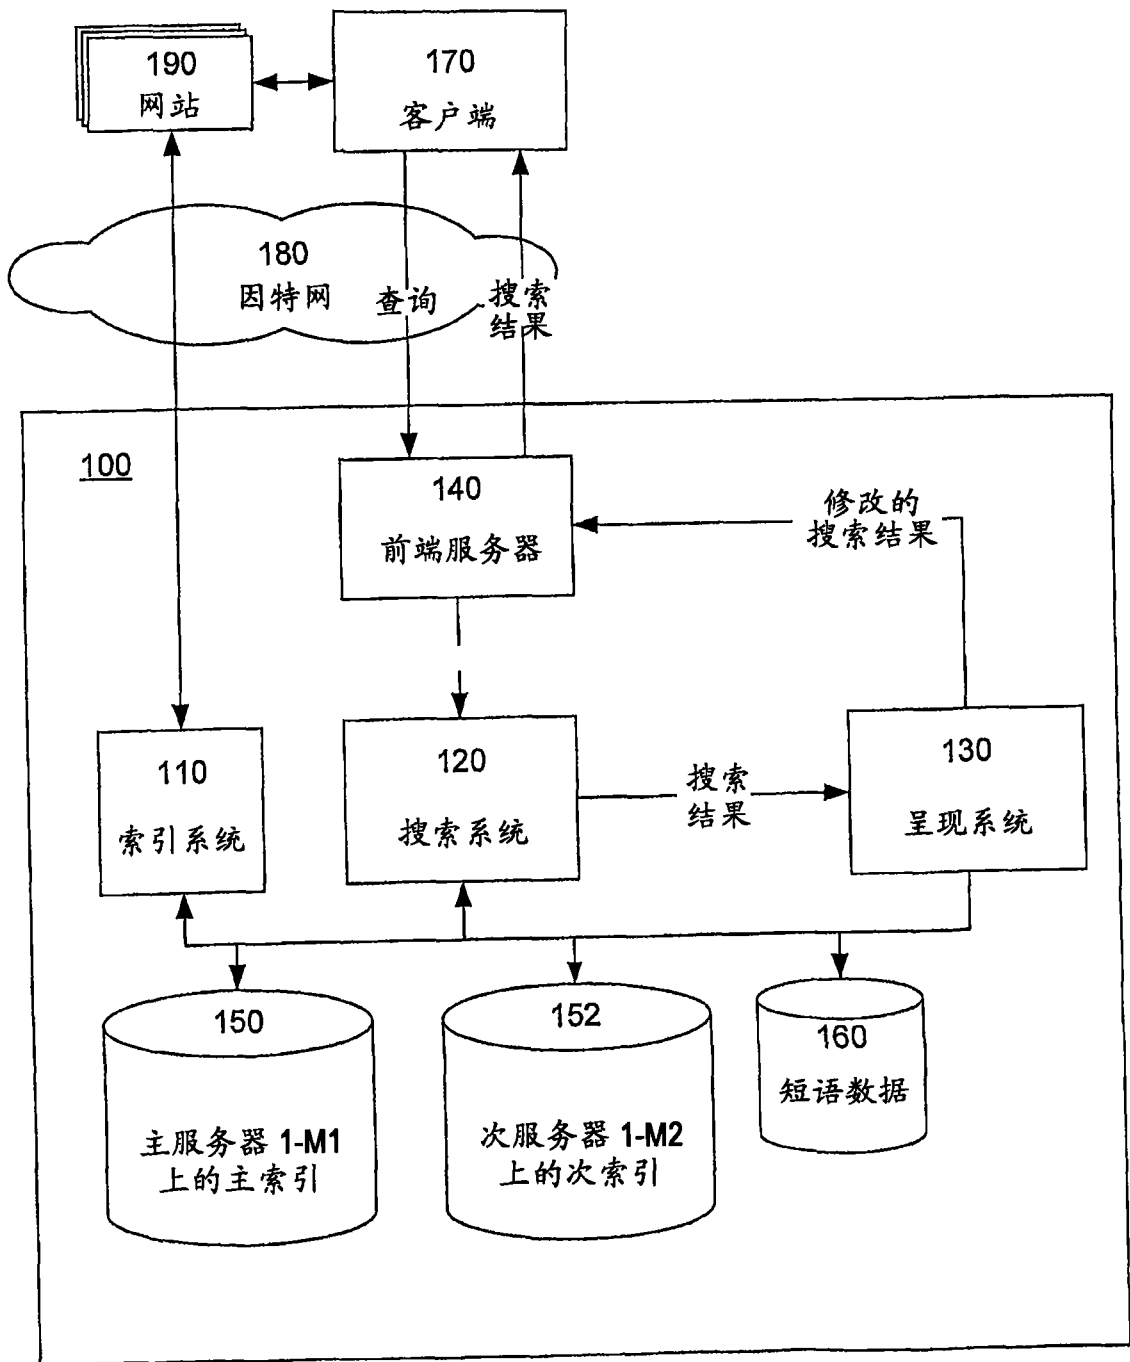 190
网站
170
客户端
180
因特网
查询
搜索
结果
100
140
前端服务器
修改的
搜索结果
110
索引系统
120
搜索系统
搜索
结果
130
呈现系统
150
主服务器 1-M1
上的主索引
152
次服务器 1-M2
上的次索引
160
短语数据